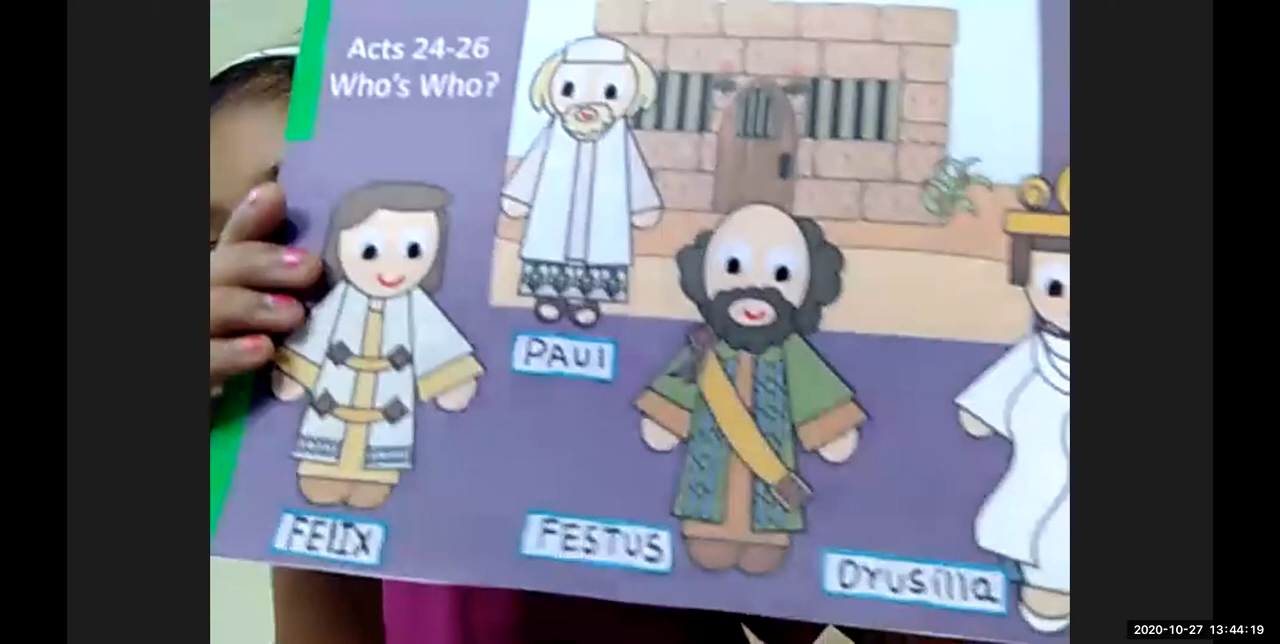 Acts 24-26
Who's Who?
PAUl
FELIX
FESTUS
Drusilla
2020-10-27 13:44:19